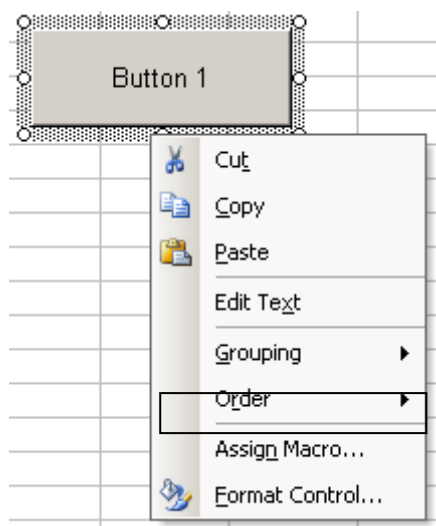 Button 1
Cut
Copy
Paste
Edit Text
Grouping
Order
Assign Macro...
Format Control...